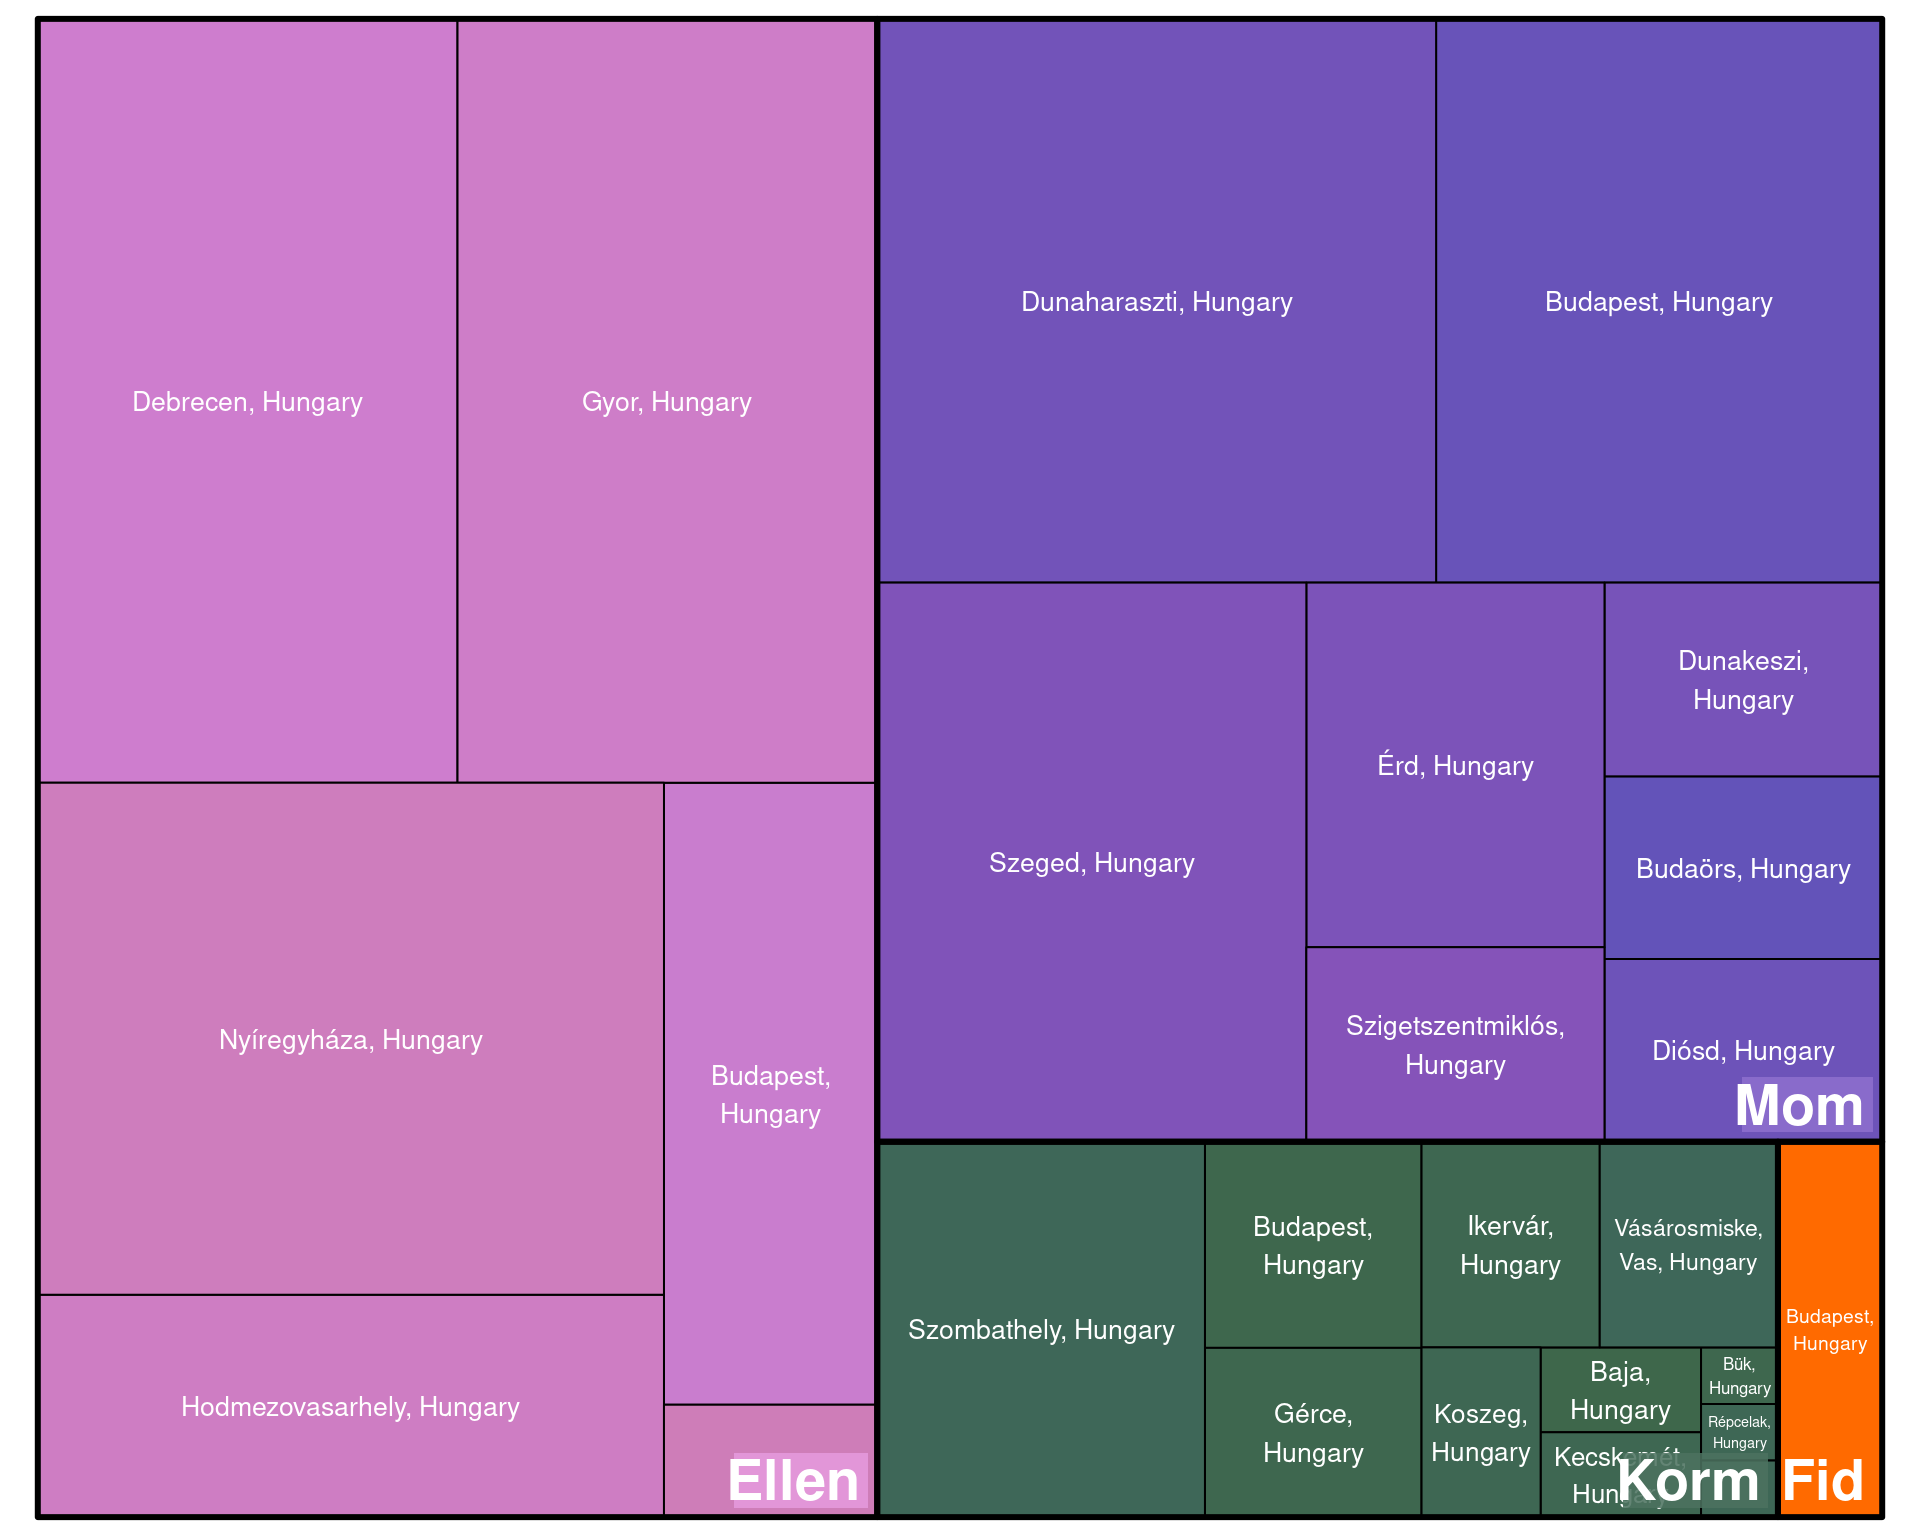 Debrecen, Hungary
Gyor, Hungary
Nyíregyháza, Hungary
Budapest,
Hungary
Hodmezovasarhely, Hungary
Ellen
Dunaharaszti, Hungary
Budapest, Hungary
Szeged, Hungary
Érd, Hungary
Dunakeszi,
Hungary
Budaörs, Hungary
Szigetszentmiklós,
Hungary
Diósd, Hungary
Mom
Szombathely, Hungary
Budapest,
Hungary
Ikervár,
Hungary
Vásárosmiske,
Vas, Hungary
Gérce,
Hungary
Koszeg,
Hungary
Baja,
Hungary
Bük,
Hungary
Répcelak,
Hungary
Kecskemét,
Hungary
Korm
Budapest,
Hungary
Fid